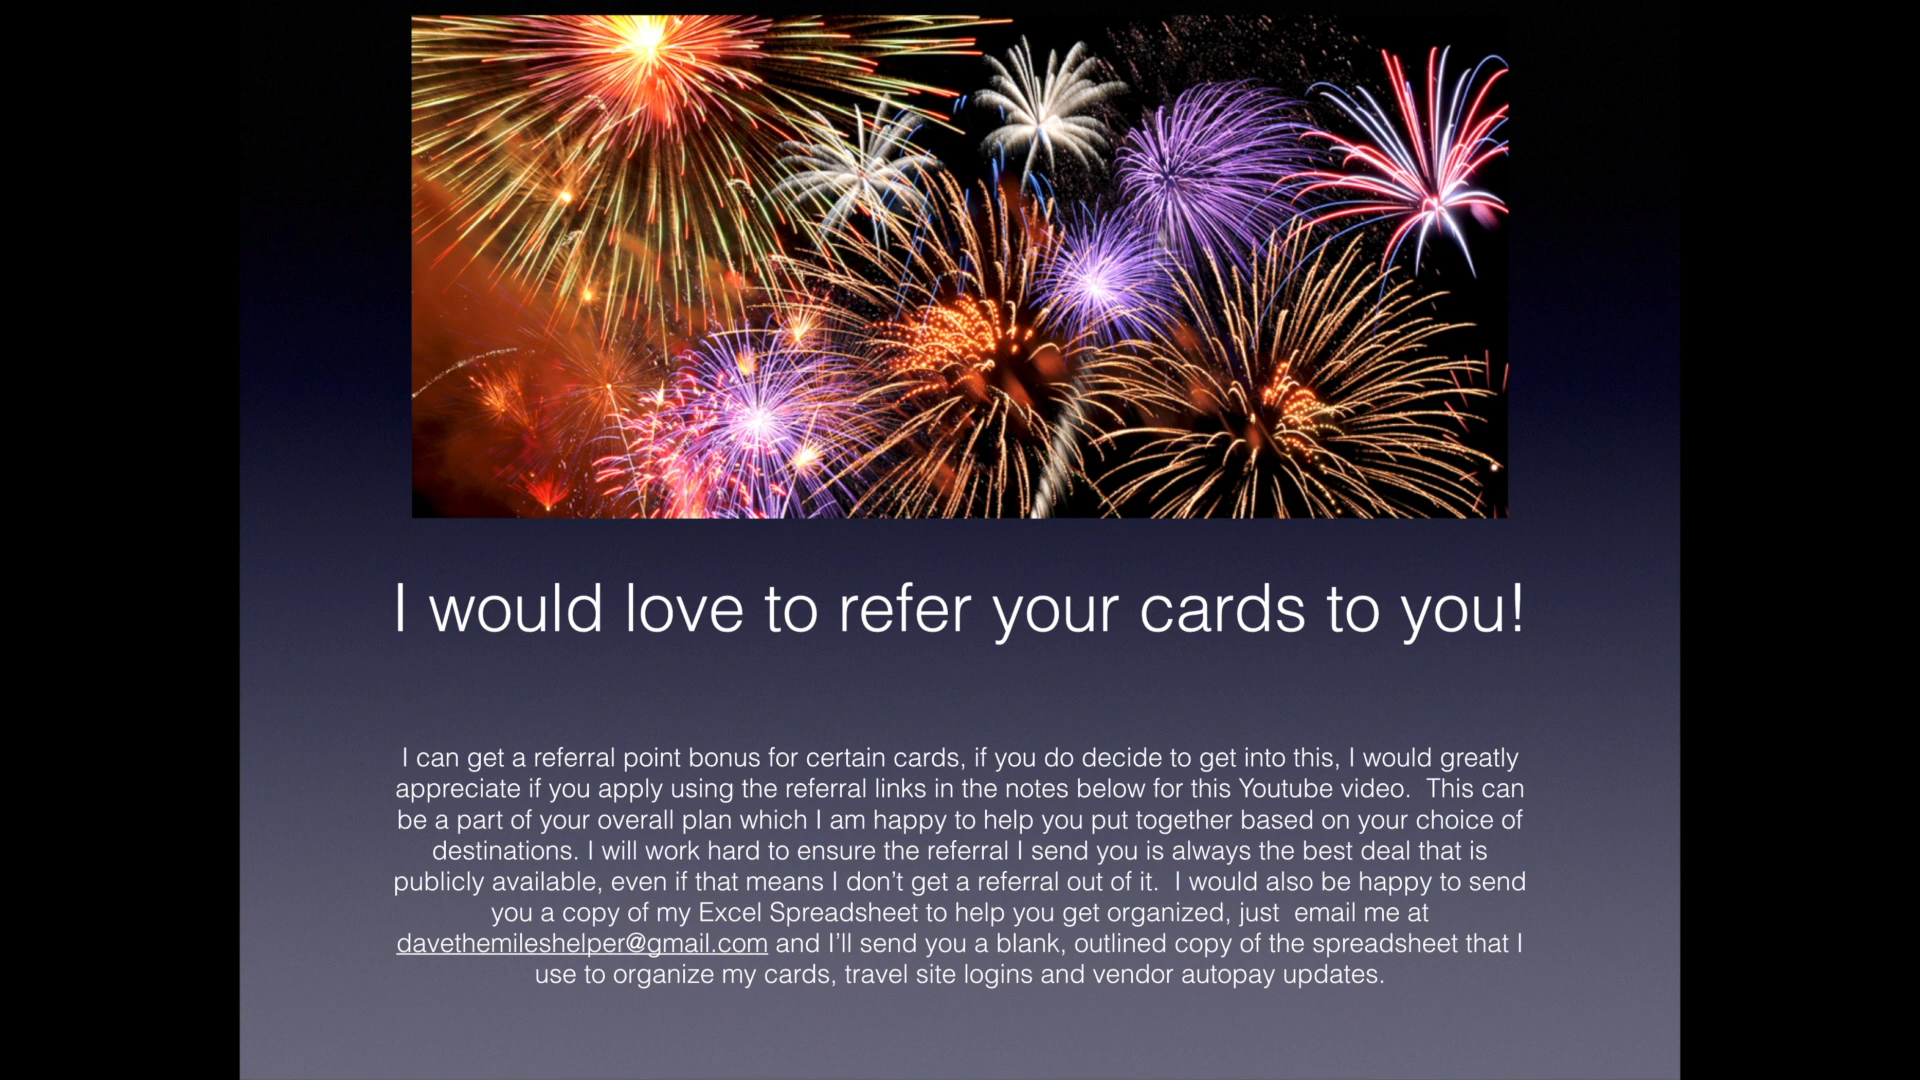 I would love to refer your cards to you!
I can get a referral point bonus for certain cards, if you do decide to get into this, I would greatly
appreciate if you apply using the referral links in the notes below for this Youtube video.  This can
be a part of your overall plan which I am happy to help you put together based on your choice of
destinations. I will work hard to ensure the referral I send you is always the best deal that is
publicly available, even if that means I don’t get a referral out of it.  I would also be happy to send
you a copy of my Excel Spreadsheet to help you get organized, just  email me at
davethemileshelper@gmail.com and I’ll send you a blank, outlined copy of the spreadsheet that I
use to organize my cards, travel site logins and vendor autopay updates.